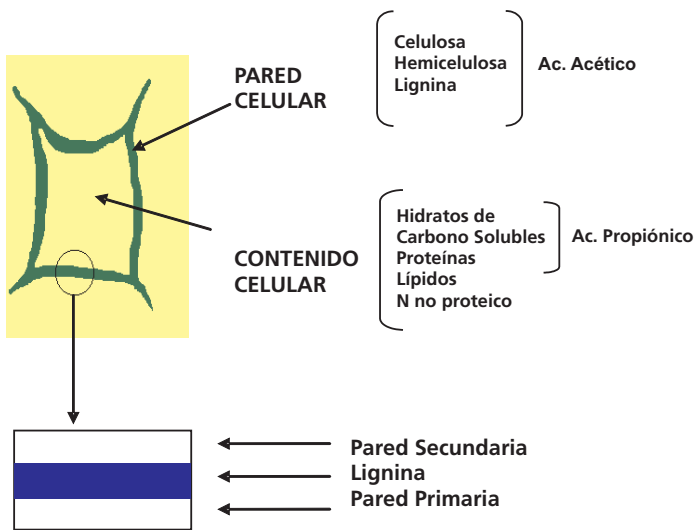 PARED
CELULAR
Celulosa
Hemicelulosa
Lignina
Ac. Acético
CONTENIDO
CELULAR
Hidratos de
Carbono Solubles
Proteínas
Lípidos
N no proteico
Ac. Propiónico
Pared Secundaria
Lignina
Pared Primaria